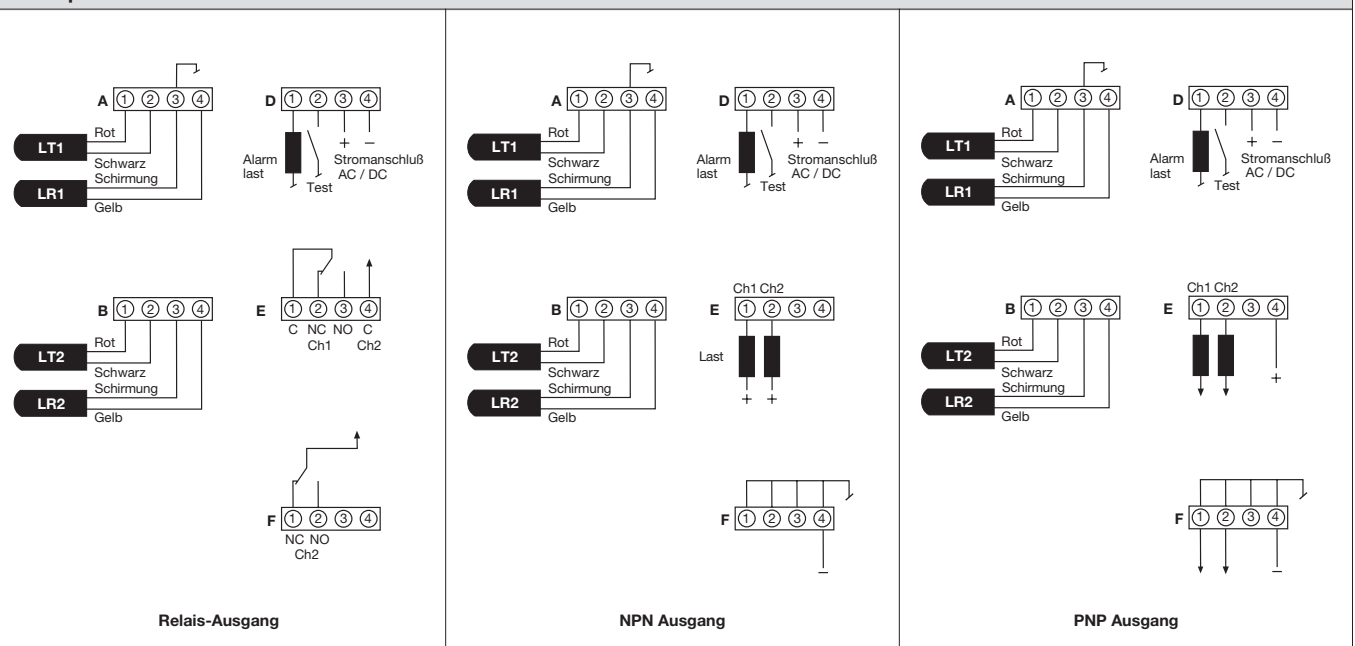 A ① ② ③ ④
LT1
Rot
Schwarz
LR1
Schirmung
Gelb
D ① ② ③ ④
Alarm
last
Test
+ −
Stromanschluß
AC / DC
B ① ② ③ ④
LT2
Rot
Schwarz
LR2
Schirmung
Gelb
E ① ② ③ ④
C NC NO C
Ch1 Ch2
F ① ② ③ ④
NC NO
Ch2
Relais-Ausgang
A ① ② ③ ④
LT1
Rot
Schwarz
LR1
Schirmung
Gelb
D ① ② ③ ④
Alarm
last
Test
+ −
Stromanschluß
AC / DC
B ① ② ③ ④
LT2
Rot
Schwarz
LR2
Schirmung
Gelb
Ch1 Ch2
E ① ② ③ ④
Last
+ +
F ① ② ③ ④
−
NPN Ausgang
A ① ② ③ ④
LT1
Rot
Schwarz
LR1
Schirmung
Gelb
D ① ② ③ ④
Alarm
last
Test
+ −
Stromanschluß
AC / DC
B ① ② ③ ④
LT2
Rot
Schwarz
LR2
Schirmung
Gelb
Ch1 Ch2
E ① ② ③ ④
+
F ① ② ③ ④
−
PNP Ausgang